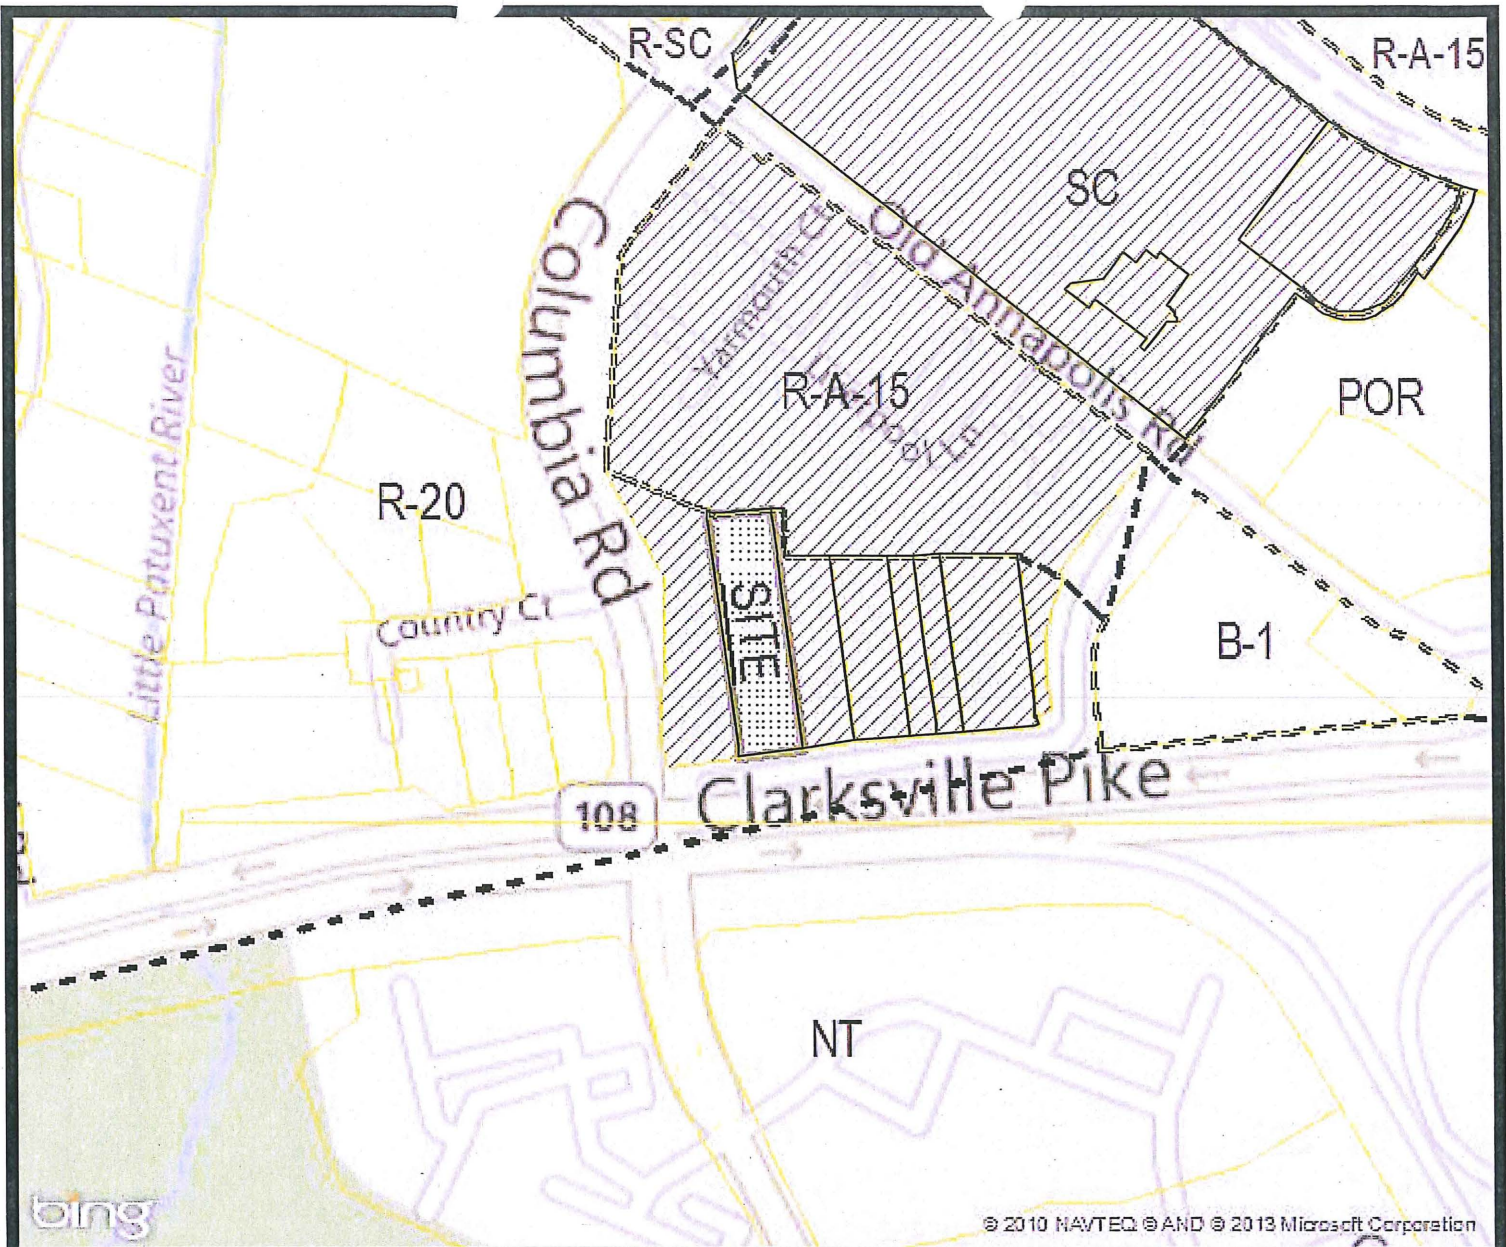 R-SC
R-A-15
SC
Old Annapolis Rd
Yarmouth Ct
Columbia Rd
R-A-15
POR
Little Patuxent River
R-20
SITE
Country Ct
B-1
Clarksville Pike
108
NT
bing
© 2010 NAVTEQ © AND © 2013 Microsoft Corporation